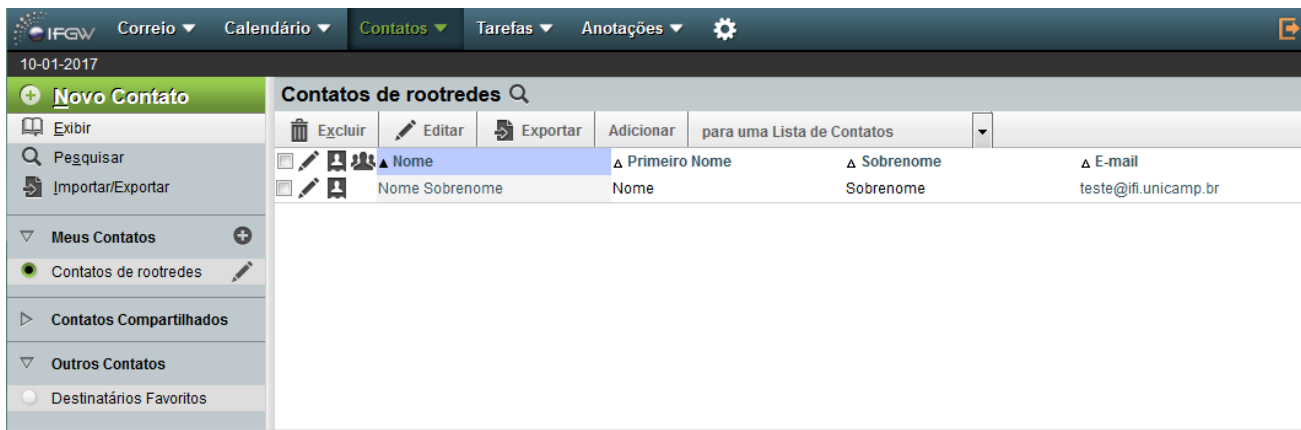 IFGW Correio Calendário Contatos Tarefas Anotações
10-01-2017
Novo Contato
Exibir
Pesquisar
Importar/Exportar
Meus Contatos
Contatos de rootredes
Contatos Compartilhados
Outros Contatos
Destinatários Favoritos
Contatos de rootredes
Excluir Editar Exportar Adicionar para uma Lista de Contatos
Nome Primeiro Nome Sobrenome E-mail
Nome Sobrenome Nome Sobrenome teste@ifi.unicamp.br